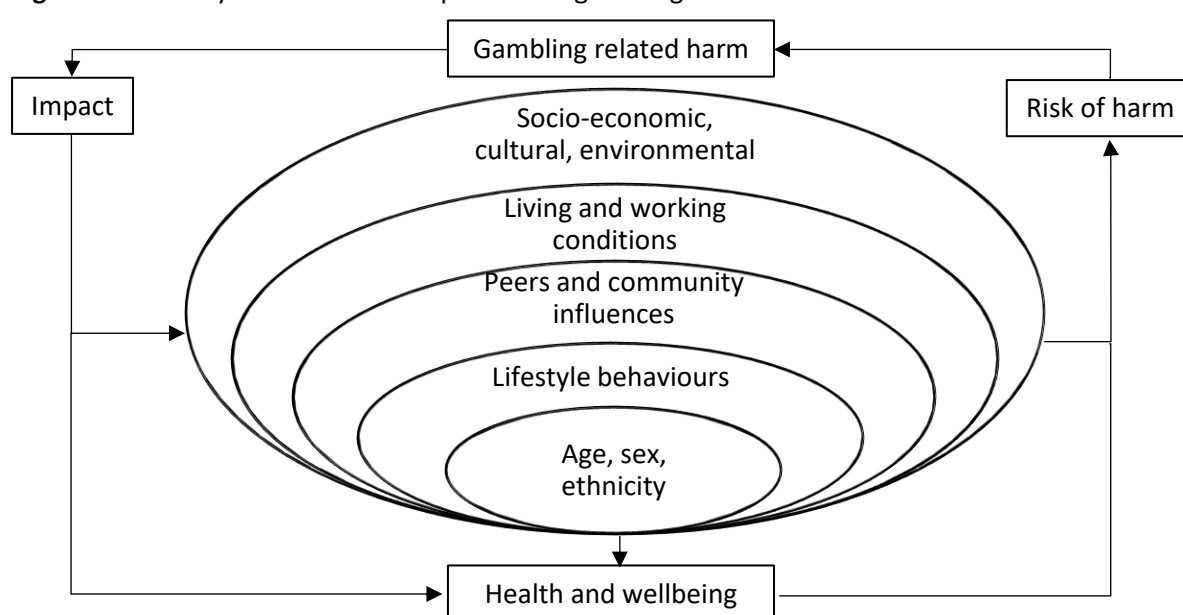 Gambling related harm
Impact
Risk of harm
Socio-economic,
cultural, environmental
Living and working
conditions
Peers and community
influences
Lifestyle behaviours
Age, sex,
ethnicity
Health and wellbeing